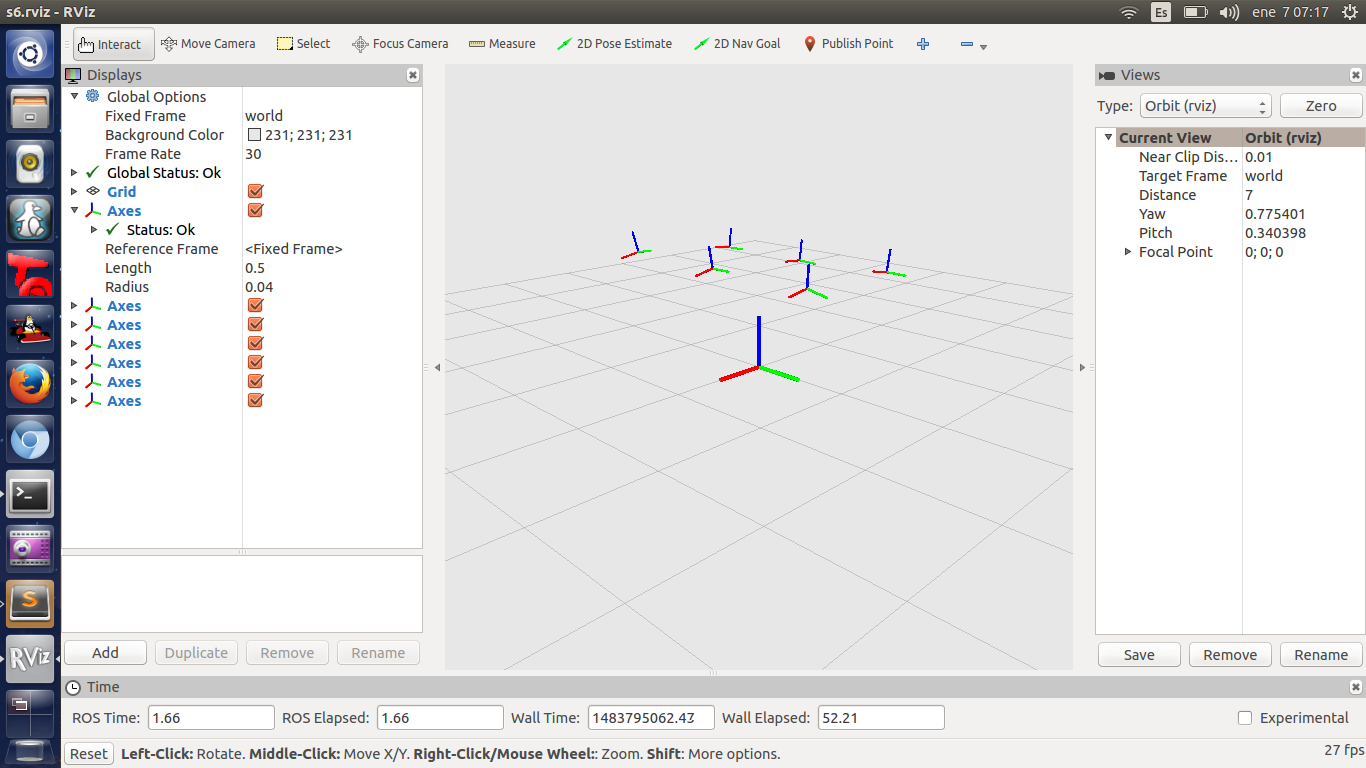 s6.rviz - RViz
Es
ene 7 07:17
Interact
Move Camera
Select
Focus Camera
Measure
2D Pose Estimate
2D Nav Goal
Publish Point
Displays
Global Options
Fixed Frame world
Background Color 231; 231; 231
Frame Rate 30
Global Status: Ok
Grid
Axes
Status: Ok
Reference Frame <Fixed Frame>
Length 0.5
Radius 0.04
Axes
Axes
Axes
Axes
Axes
Axes
Add
Duplicate
Remove
Rename
Views
Type: Orbit (rviz)
Zero
Current View Orbit (rviz)
Near Clip Dis... 0.01
Target Frame world
Distance 7
Yaw 0.775401
Pitch 0.340398
Focal Point 0; 0; 0
Save
Remove
Rename
S
RViz
Time
ROS Time: 1.66
ROS Elapsed: 1.66
Wall Time: 1483795062.47
Wall Elapsed: 52.21
Experimental
Reset
Left-Click: Rotate. Middle-Click: Move X/Y. Right-Click/Mouse Wheel:: Zoom. Shift: More options.
27 fps